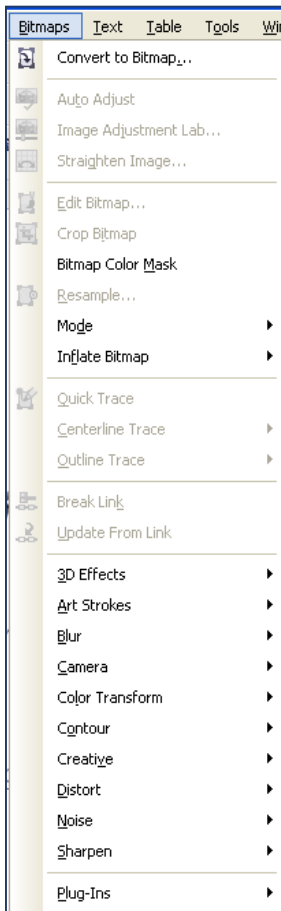 Bitmaps Text Table Tools
Convert to Bitmap...
Auto Adjust
Image Adjustment Lab...
Straighten Image...
Edit Bitmap...
Crop Bitmap
Bitmap Color Mask
Resample...
Mode
Inflate Bitmap
Quick Trace
Centerline Trace
Outline Trace
Break Link
Update From Link
3D Effects
Art Strokes
Blur
Camera
Color Transform
Contour
Creative
Distort
Noise
Sharpen
Plug-Ins